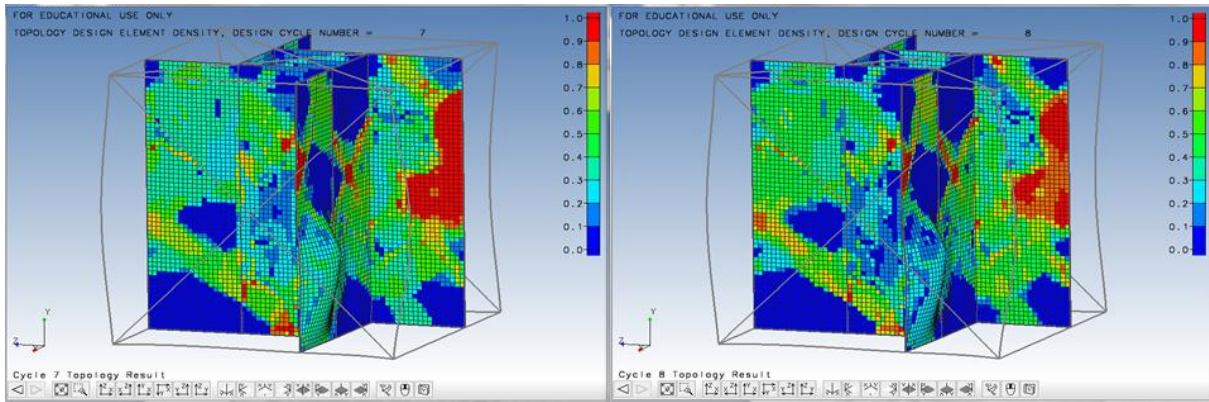 FOR EDUCATIONAL USE ONLY
TOPOLOGY DESIGN ELEMENT DENSITY, DESIGN CYCLE NUMBER = 7
1.0
0.9
0.8
0.7
0.6
0.5
0.4
0.3
0.2
0.1
0.0
Y
Z
Cycle 7 Topology Result
FOR EDUCATIONAL USE ONLY
TOPOLOGY DESIGN ELEMENT DENSITY, DESIGN CYCLE NUMBER = 8
1.0
0.9
0.8
0.7
0.6
0.5
0.4
0.3
0.2
0.1
0.0
Y
Z
Cycle 8 Topology Result